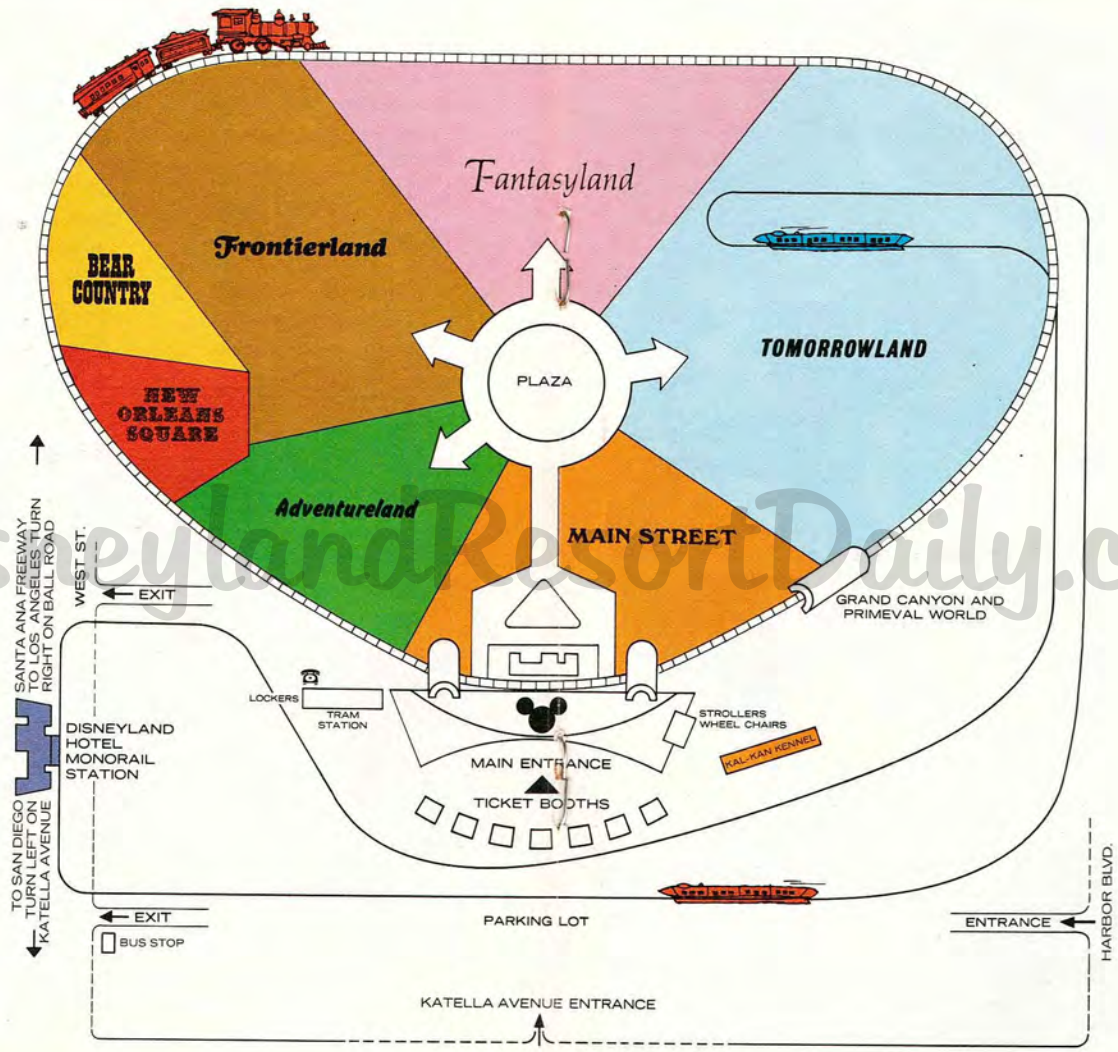 Fantasyland
Frontierland
BEAR
COUNTRY
TOMORROWLAND
PLAZA
NEW
ORLEANS
SQUARE
Adventureland
MAIN STREET
SANTA ANA FREEWAY
TO LOS ANGELES TURN
RIGHT ON BALL ROAD
WEST ST.
EXIT
GRAND CANYON AND
PRIMEVAL WORLD
sneylandResortDaily.c
LOCKERS
TRAM
STATION
STROLLERS
WHEEL CHAIRS
DISNEYLAND
HOTEL
MONORAIL
STATION
KAL-KAN KENNEL
MAIN ENTRANCE
TICKET BOOTHS
TO SAN DIEGO
TURN LEFT ON
KATELLA AVENUE
EXIT
PARKING LOT
ENTRANCE
HARBOR BLVD.
BUS STOP
KATELLA AVENUE ENTRANCE